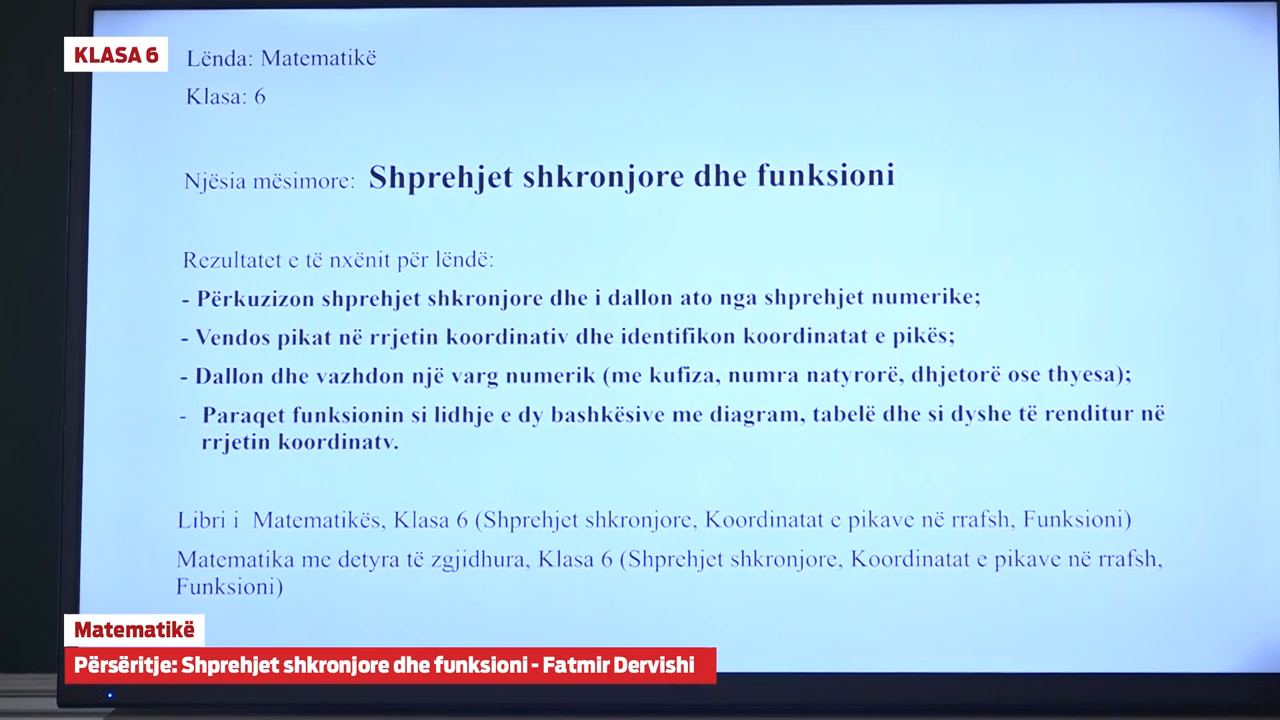 KLASA 6
Lënda: Matematikë
Klasa: 6
Njësia mësimore: Shprehjet shkronjore dhe funksioni
Rezultatet e të nxënit për lëndë:
- Përkuzizon shprehjet shkronjore dhe i dallon ato nga shprehjet numerike;
- Vendos pikat në rrjetin koordinativ dhe identifikon koordinatat e pikës;
- Dallon dhe vazhdon një varg numerik (me kufiza, numra natyrorë, dhjetorë ose thyesa);
- Paraqet funksionin si lidhje e dy bashkësive me diagram, tabelë dhe si dyshe të renditur në
rrjetin koordinatv.
Libri i Matematikës, Klasa 6 (Shprehjet shkronjore, Koordinatat e pikave në rrafsh, Funksioni)
Matematika me detyra të zgjidhura, Klasa 6 (Shprehjet shkronjore, Koordinatat e pikave në rrafsh,
Funksioni)
Matematikë
Përsëritje: Shprehjet shkronjore dhe funksioni - Fatmir Dervishi